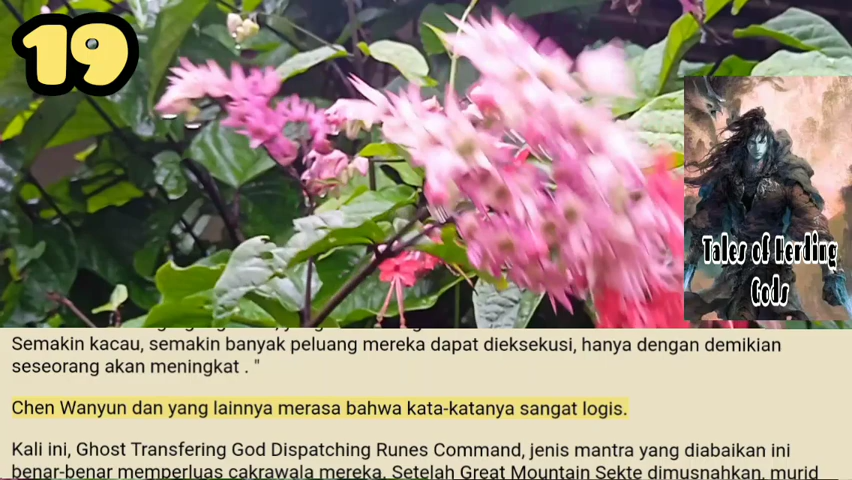 19
Tales of Herding
Gods
Semakin kacau, semakin banyak peluang mereka dapat dieksekusi, hanya dengan demikian
seseorang akan meningkat . "
Chen Wanyun dan yang lainnya merasa bahwa kata-katanya sangat logis.
Kali ini, Ghost Transfering God Dispatching Runes Command, jenis mantra yang diabaikan ini
benar-benar memperluas cakrawala mereka. Setelah Great Mountain Sekte dimusnahkan, murid